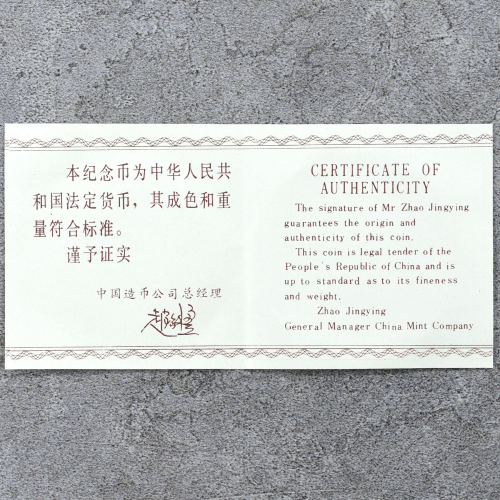 本纪念币为中华人民共
和国法定货币，其成色和重
量符合标准。
谨予证实
中国造币公司总经理
CERTIFICATE OF
AUTHENTICITY
The signature of Mr Zhao Jingying
guarantees the origin and
authenticity of this coin.
This coin is legal tender of the
People's Republic of China and is
up to standard as to its fineness
and weight.
Zhao Jingying
General Manager China Mint Company